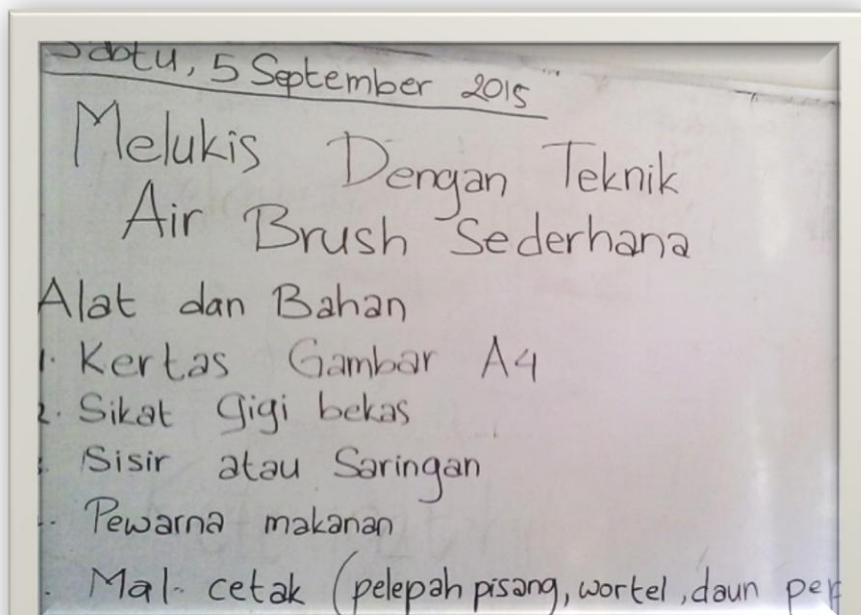 Sabtu, 5 September 2015
Melukis Dengan Teknik
Air Brush Sederhana
Alat dan Bahan
1. Kertas Gambar A4
2. Sikat gigi bekas
Sisir atau Saringan
Pewarna makanan
Mal cetak (pelepah pisang, wortel, daun